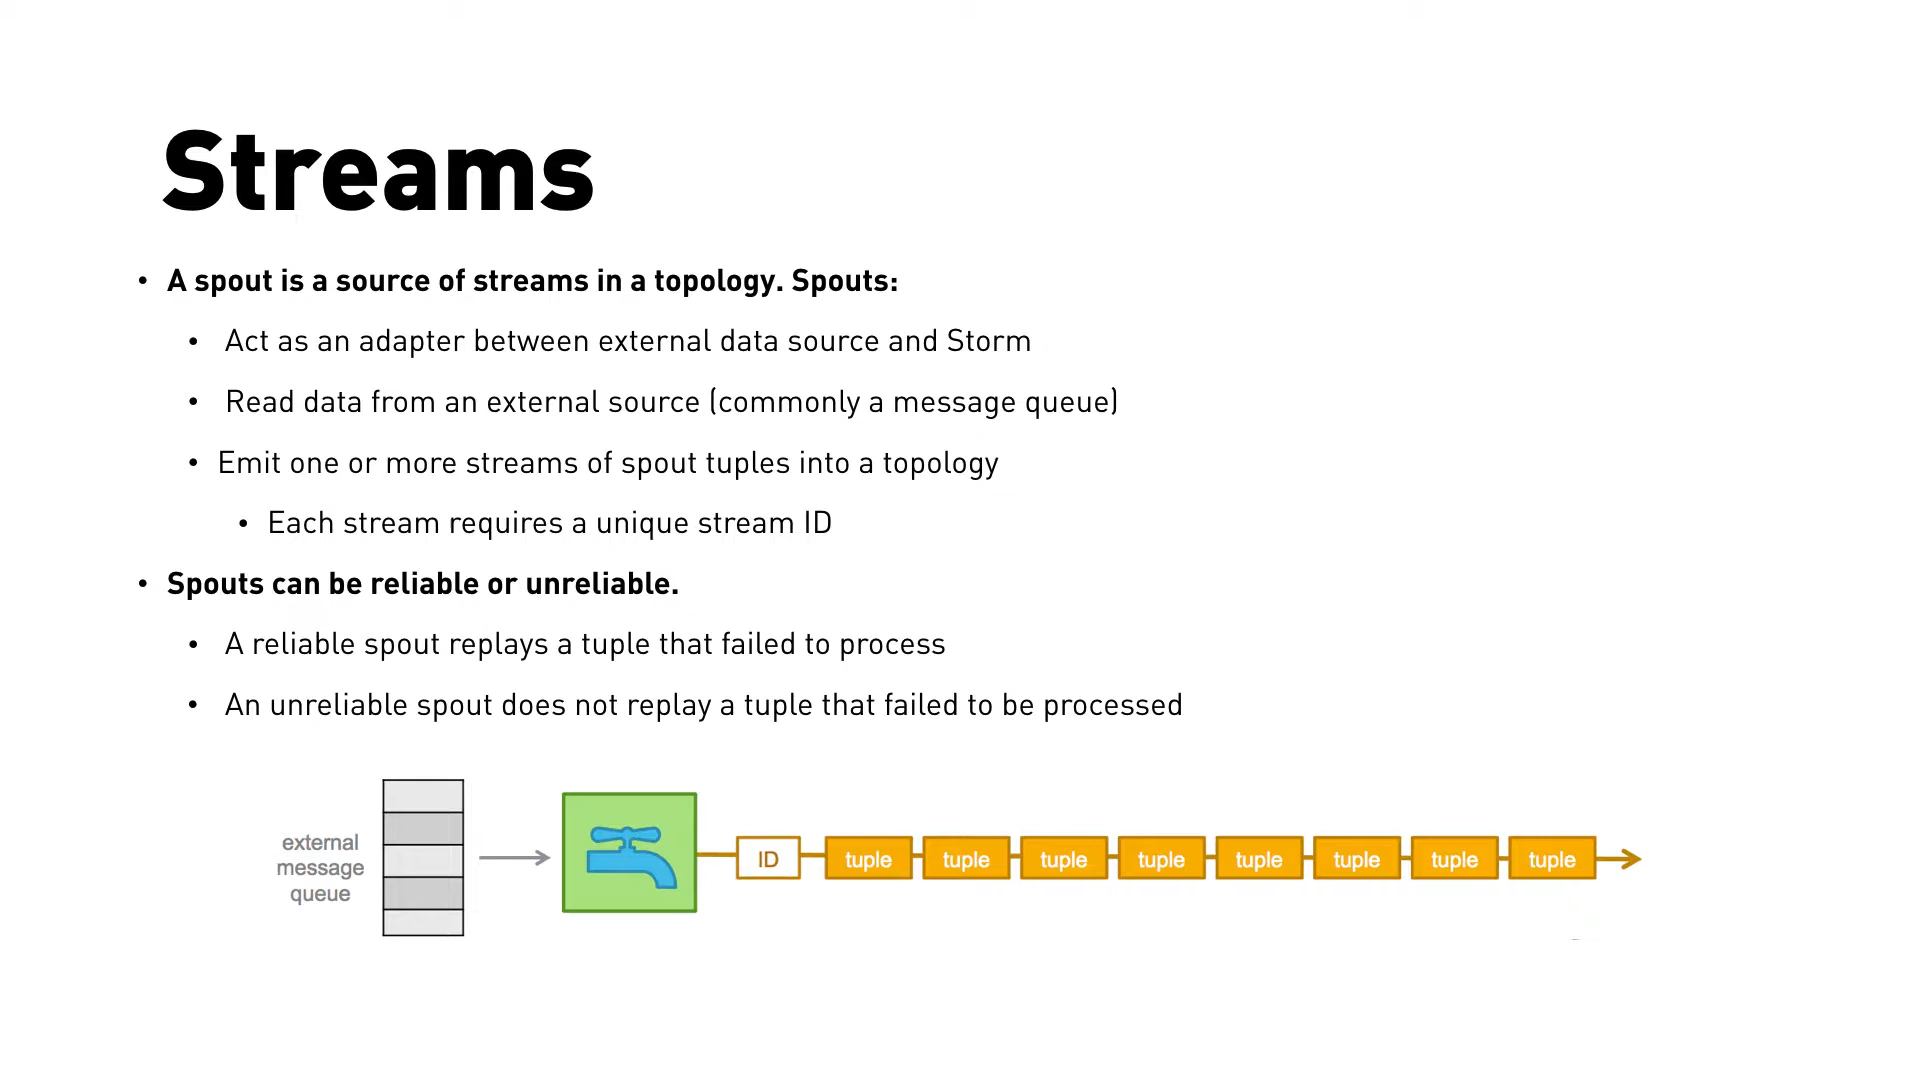 Streams
• A spout is a source of streams in a topology. Spouts:
• Act as an adapter between external data source and Storm
• Read data from an external source (commonly a message queue)
• Emit one or more streams of spout tuples into a topology
• Each stream requires a unique stream ID
• Spouts can be reliable or unreliable.
• A reliable spout replays a tuple that failed to process
• An unreliable spout does not replay a tuple that failed to be processed
external
message
queue
ID tuple tuple tuple tuple tuple tuple tuple tuple